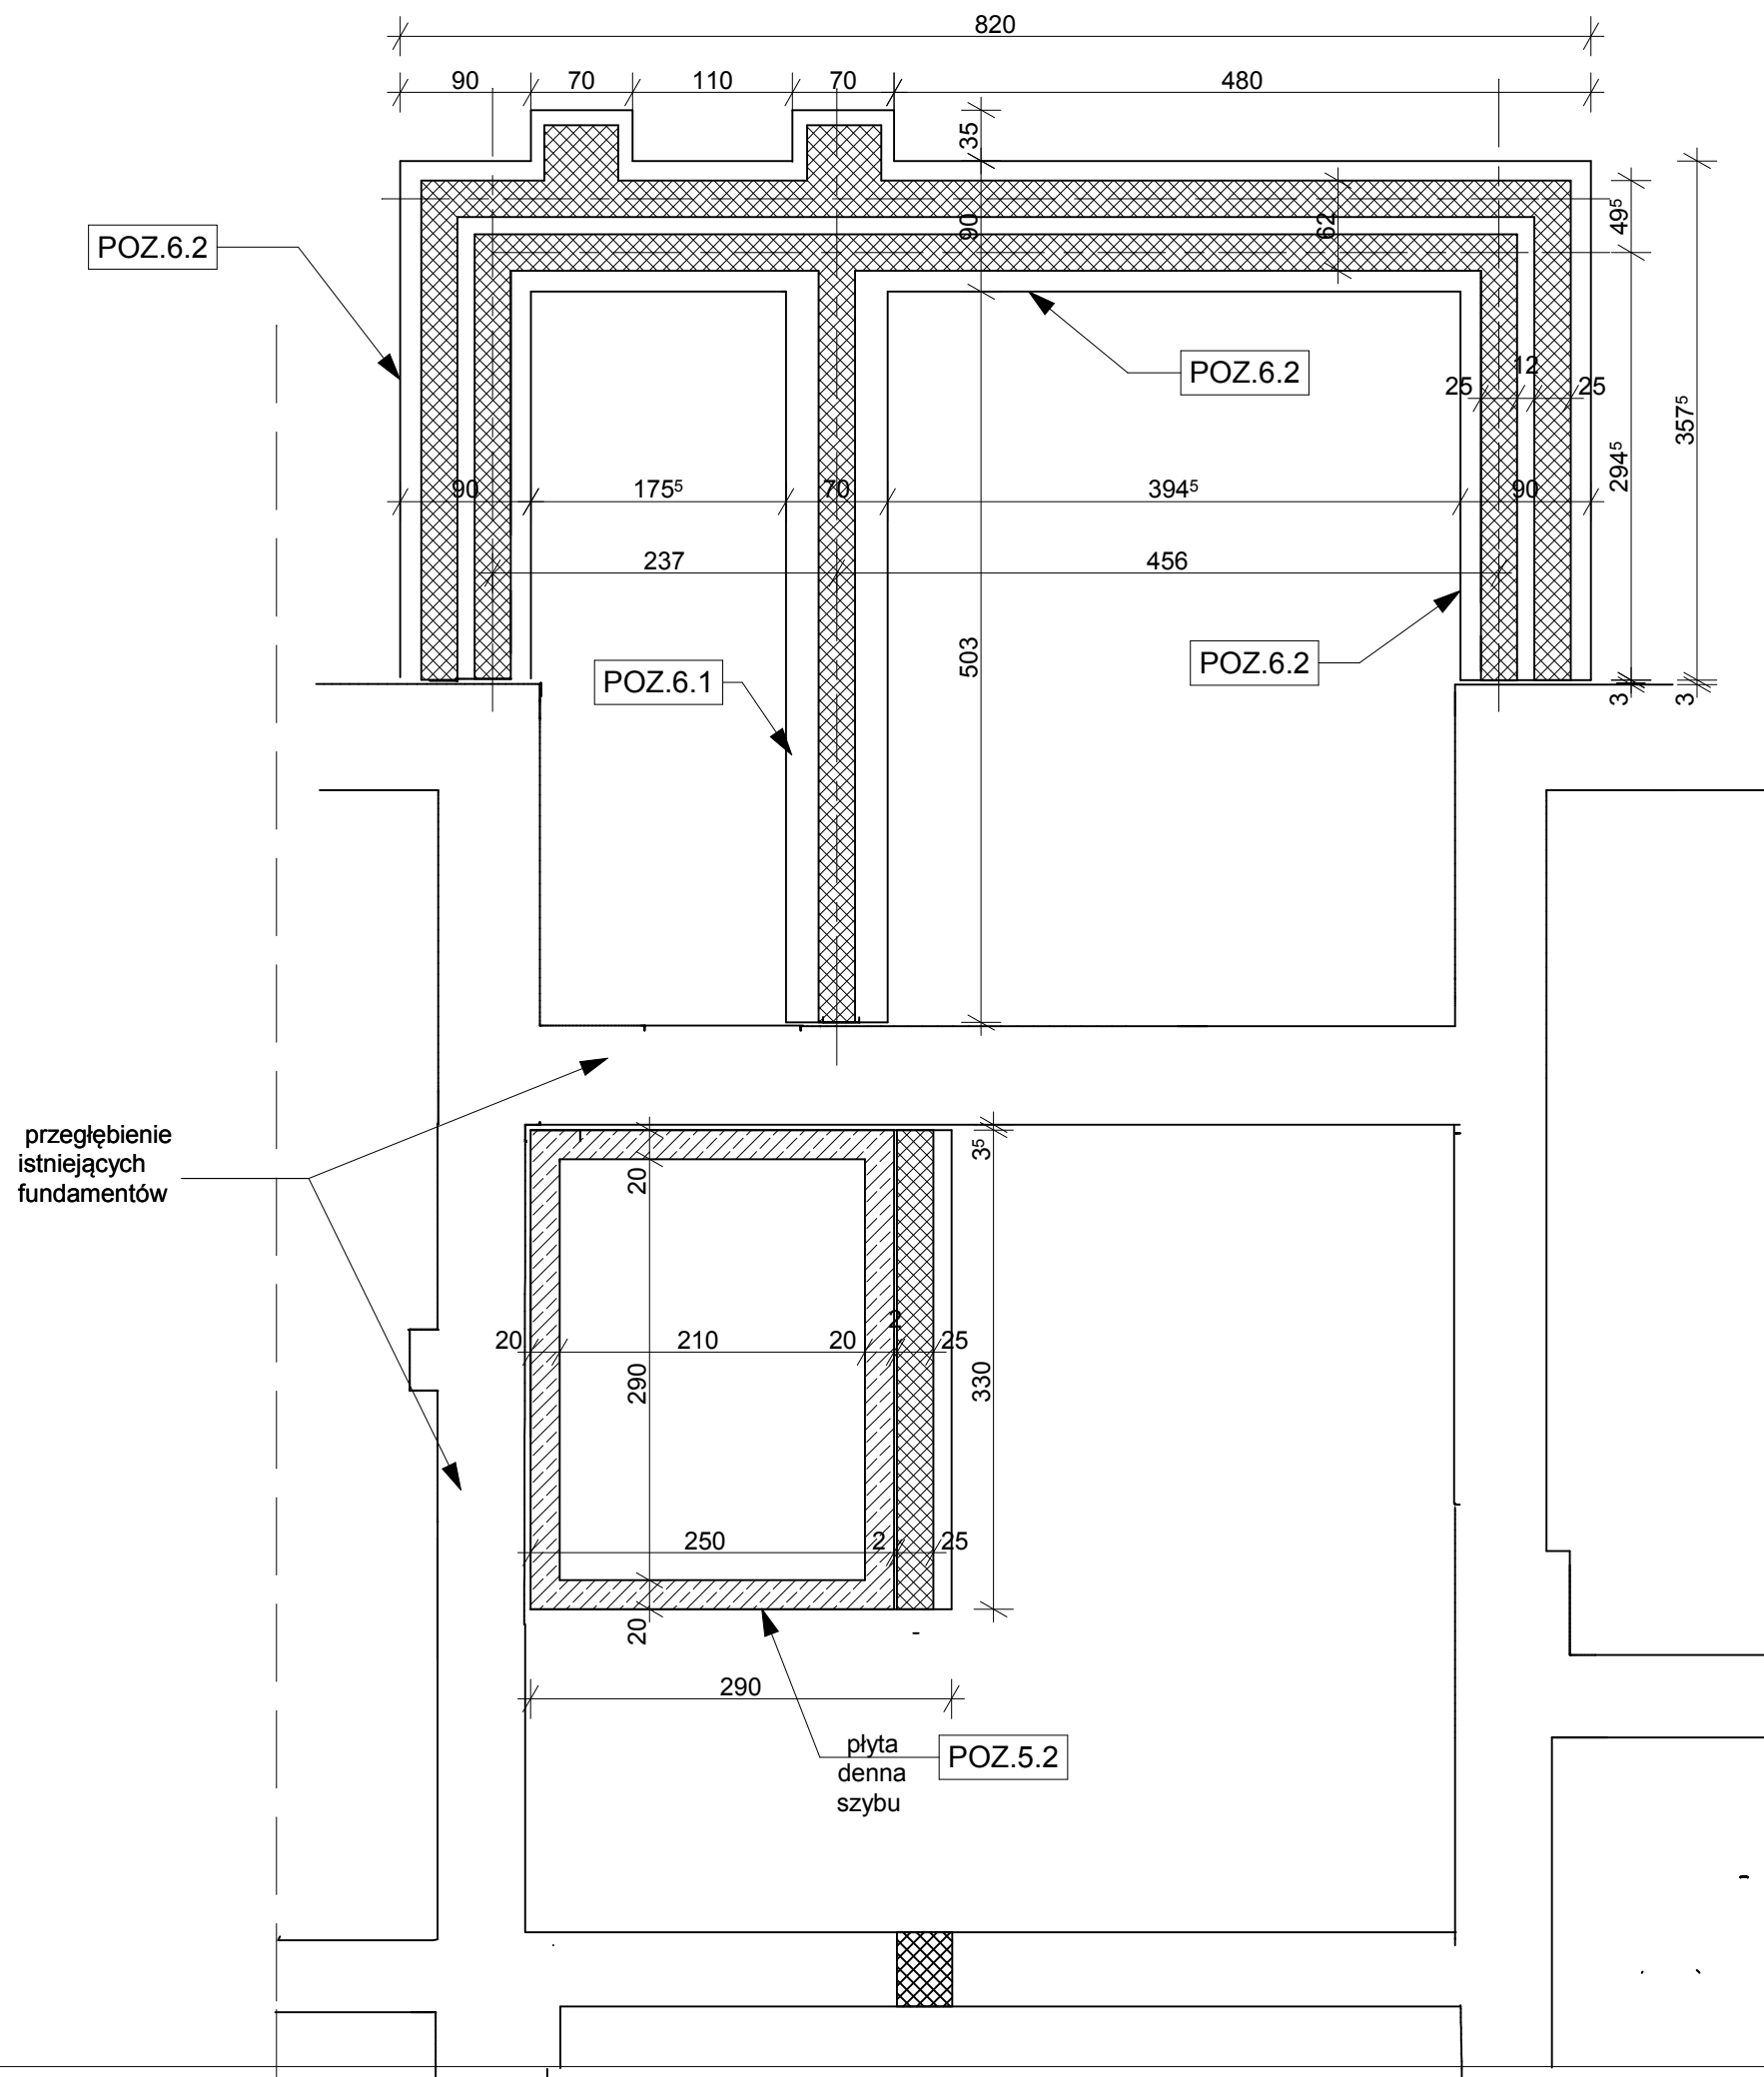 820
90 70 110 70 480
35
POZ.6.2
90
62
49⁵
POZ.6.2
12
25 25
357⁵
294⁵
90 175⁵ 70 394⁵ 90
237 456
503
POZ.6.1
POZ.6.2
3 3
przegłębienie
istniejących
fundamentów
3⁵
20
2
20 210 20 25
290
330
250 2 25
20
290
płyta
denna
szybu
POZ.5.2